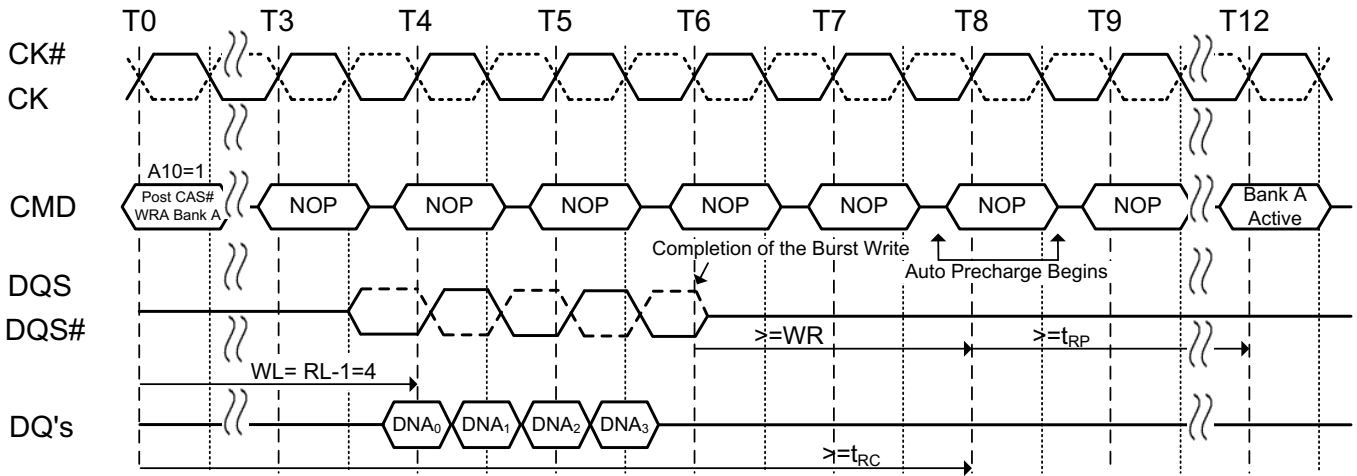 T0 T3 T4 T5 T6 T7 T8 T9 T12
CK#
CK
A10=1
CMD
Post CAS#
WRA Bank A
NOP NOP NOP NOP NOP NOP NOP
Bank A
Active
Completion of the Burst Write
Auto Precharge Begins
DQS
DQS#
>=WR >=tRP
WL= RL-1=4
DQ's
DNA0 DNA1 DNA2 DNA3
>=tRC